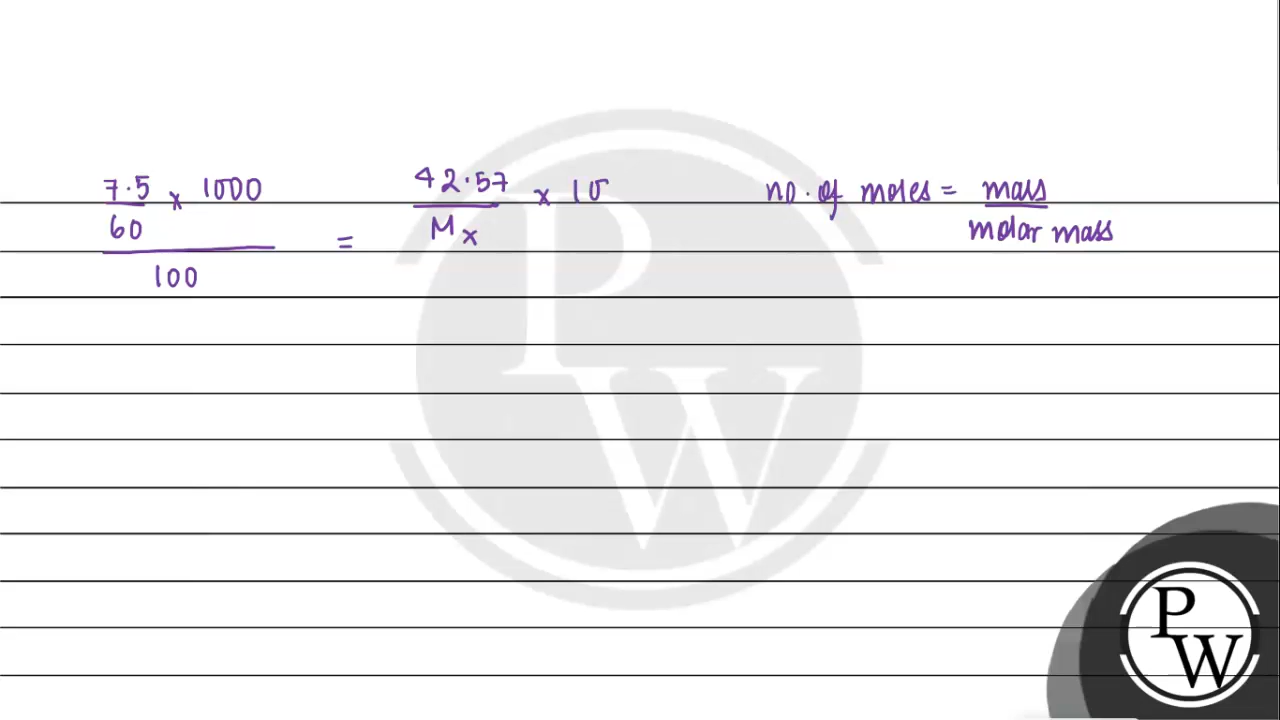 7.5 × 1000 42.57 × 10 no. of moles = mass
60 = Mx molar mass
100
P
W
P
W